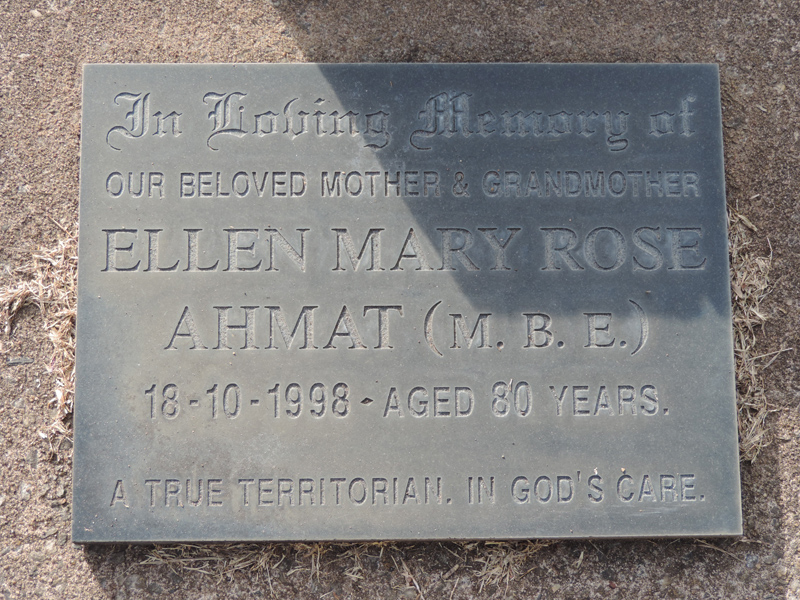 In Loving Memory of
OUR BELOVED MOTHER & GRANDMOTHER
ELLEN MARY ROSE
AHMAT (M. B. E.)
18-10-1998 · AGED 80 YEARS.
A TRUE TERRITORIAN. IN GOD'S CARE.